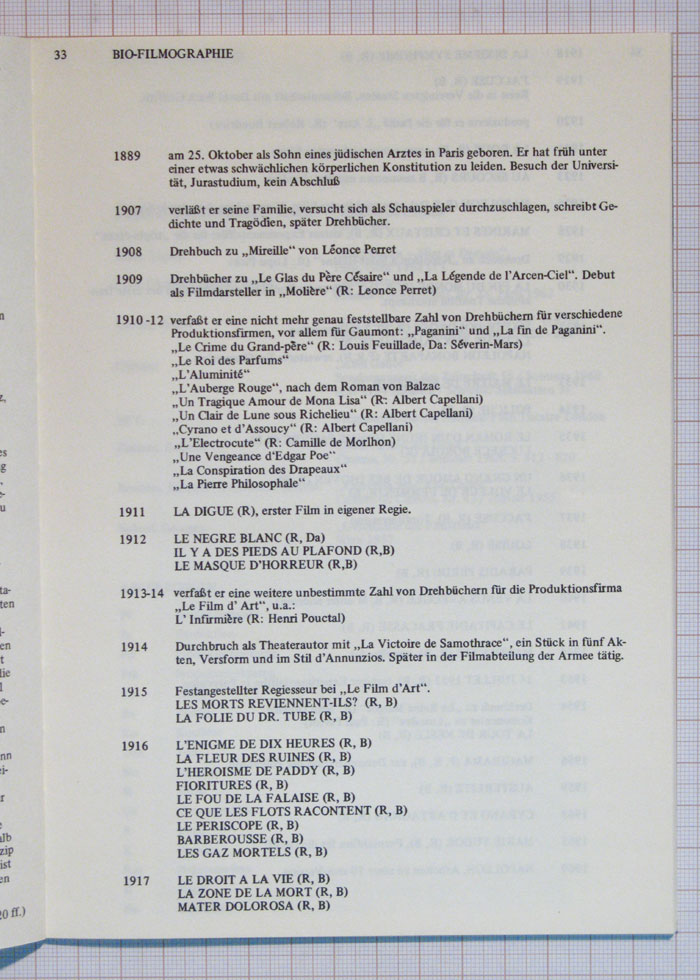 33 BIO-FILMOGRAPHIE
1889 am 25. Oktober als Sohn eines jüdischen Arztes in Paris geboren. Er hat früh unter
einer etwas schwächlichen körperlichen Konstitution zu leiden. Besuch der Universi-
tät, Jurastudium, kein Abschluß
1907 verläßt er seine Familie, versucht sich als Schauspieler durchzuschlagen, schreibt Ge-
dichte und Tragödien, später Drehbücher.
1908 Drehbuch zu „Mireille“ von Léonce Perret
1909 Drehbücher zu „Le Glas du Père Césaire“ und „La Légende de l'Arcen-Ciel“. Debut
als Filmdarsteller in „Molière“ (R: Leonce Perret)
1910 -12 verfaßt er eine nicht mehr genau feststellbare Zahl von Drehbüchern für verschiedene
Produktionsfirmen, vor allem für Gaumont: „Paganini“ und „La fin de Paganini“.
„Le Crime du Grand-père“ (R: Louis Feuillade, Da: Séverin-Mars)
„Le Roi des Parfums“
„L'Aluminité“
„L'Auberge Rouge“, nach dem Roman von Balzac
„Un Tragique Amour de Mona Lisa“ (R: Albert Capellani)
„Un Clair de Lune sous Richelieu“ (R: Albert Capellani)
„Cyrano et d'Assoucy“ (R: Albert Capellani)
„L'Electrocute“ (R: Camille de Morlhon)
„Une Vengeance d'Edgar Poe“
„La Conspiration des Drapeaux“
„La Pierre Philosophale“
1911 LA DIGUE (R), erster Film in eigener Regie.
1912 LE NEGRE BLANC (R, Da)
IL Y A DES PIEDS AU PLAFOND (R,B)
LE MASQUE D'HORREUR (R,B)
1913-14 verfaßt er eine weitere unbestimmte Zahl von Drehbüchern für die Produktionsfirma
„Le Film d' Art“, u.a.:
L' Infirmière (R: Henri Pouctal)
1914 Durchbruch als Theaterautor mit „La Victoire de Samothrace“, ein Stück in fünf Ak-
ten, Versform und im Stil d'Annunzios. Später in der Filmabteilung der Armee tätig.
1915 Festangestellter Regiesseur bei „Le Film d'Art“.
LES MORTS REVIENNENT-ILS? (R, B)
LA FOLIE DU DR. TUBE (R, B)
1916 L'ENIGME DE DIX HEURES (R, B)
LA FLEUR DES RUINES (R, B)
L'HEROISME DE PADDY (R, B)
FIORITURES (R, B)
LE FOU DE LA FALAISE (R, B)
CE QUE LES FLOTS RACONTENT (R, B)
LE PERISCOPE (R, B)
BARBEROUSSE (R, B)
LES GAZ MORTELS (R, B)
1917 LE DROIT A LA VIE (R, B)
LA ZONE DE LA MORT (R, B)
MATER DOLOROSA (R, B)